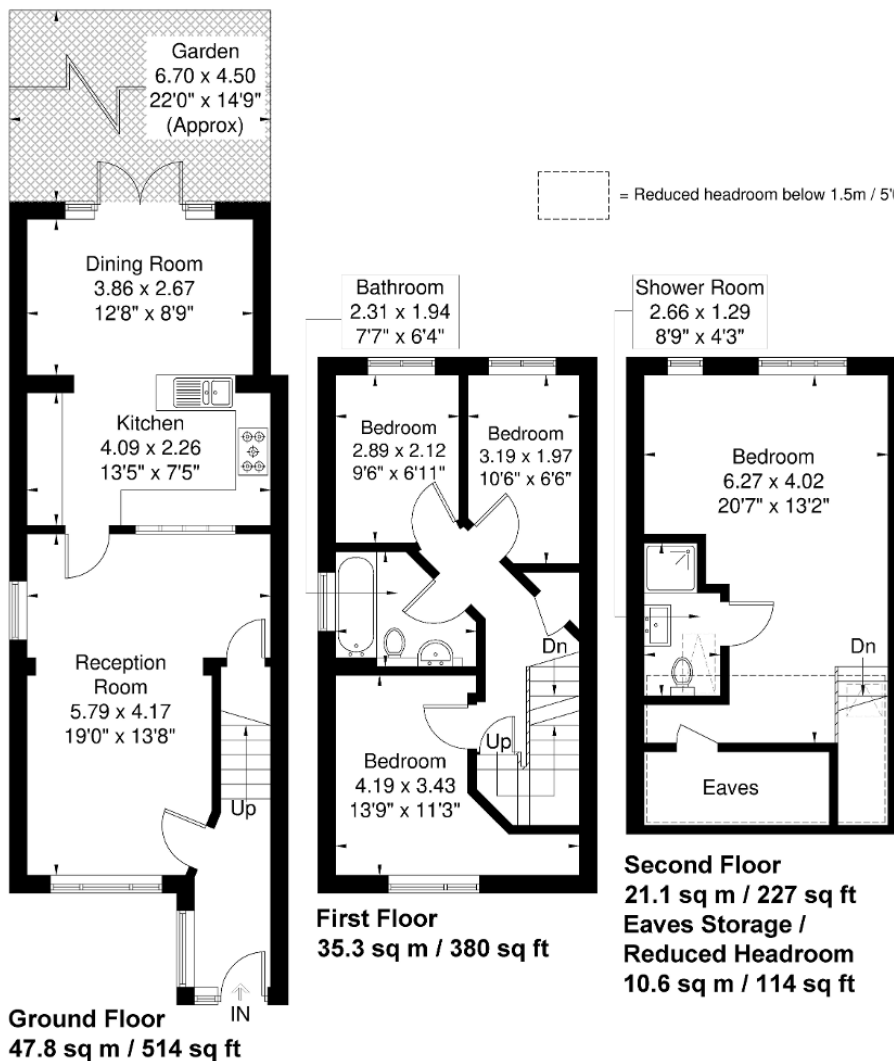 Garden
6.70 x 4.50
22'0" x 14'9"
(Approx)
= Reduced headroom below 1.5m / 5'
Dining Room
3.86 x 2.67
12'8" x 8'9"
Kitchen
4.09 x 2.26
13'5" x 7'5"
Reception
Room
5.79 x 4.17
19'0" x 13'8"
Up
IN
Ground Floor
47.8 sq m / 514 sq ft
Bathroom
2.31 x 1.94
7'7" x 6'4"
Bedroom
2.89 x 2.12
9'6" x 6'11"
Bedroom
3.19 x 1.97
10'6" x 6'6"
Dn
Up
Bedroom
4.19 x 3.43
13'9" x 11'3"
First Floor
35.3 sq m / 380 sq ft
Shower Room
2.66 x 1.29
8'9" x 4'3"
Bedroom
6.27 x 4.02
20'7" x 13'2"
Dn
Eaves
Second Floor
21.1 sq m / 227 sq ft
Eaves Storage /
Reduced Headroom
10.6 sq m / 114 sq ft